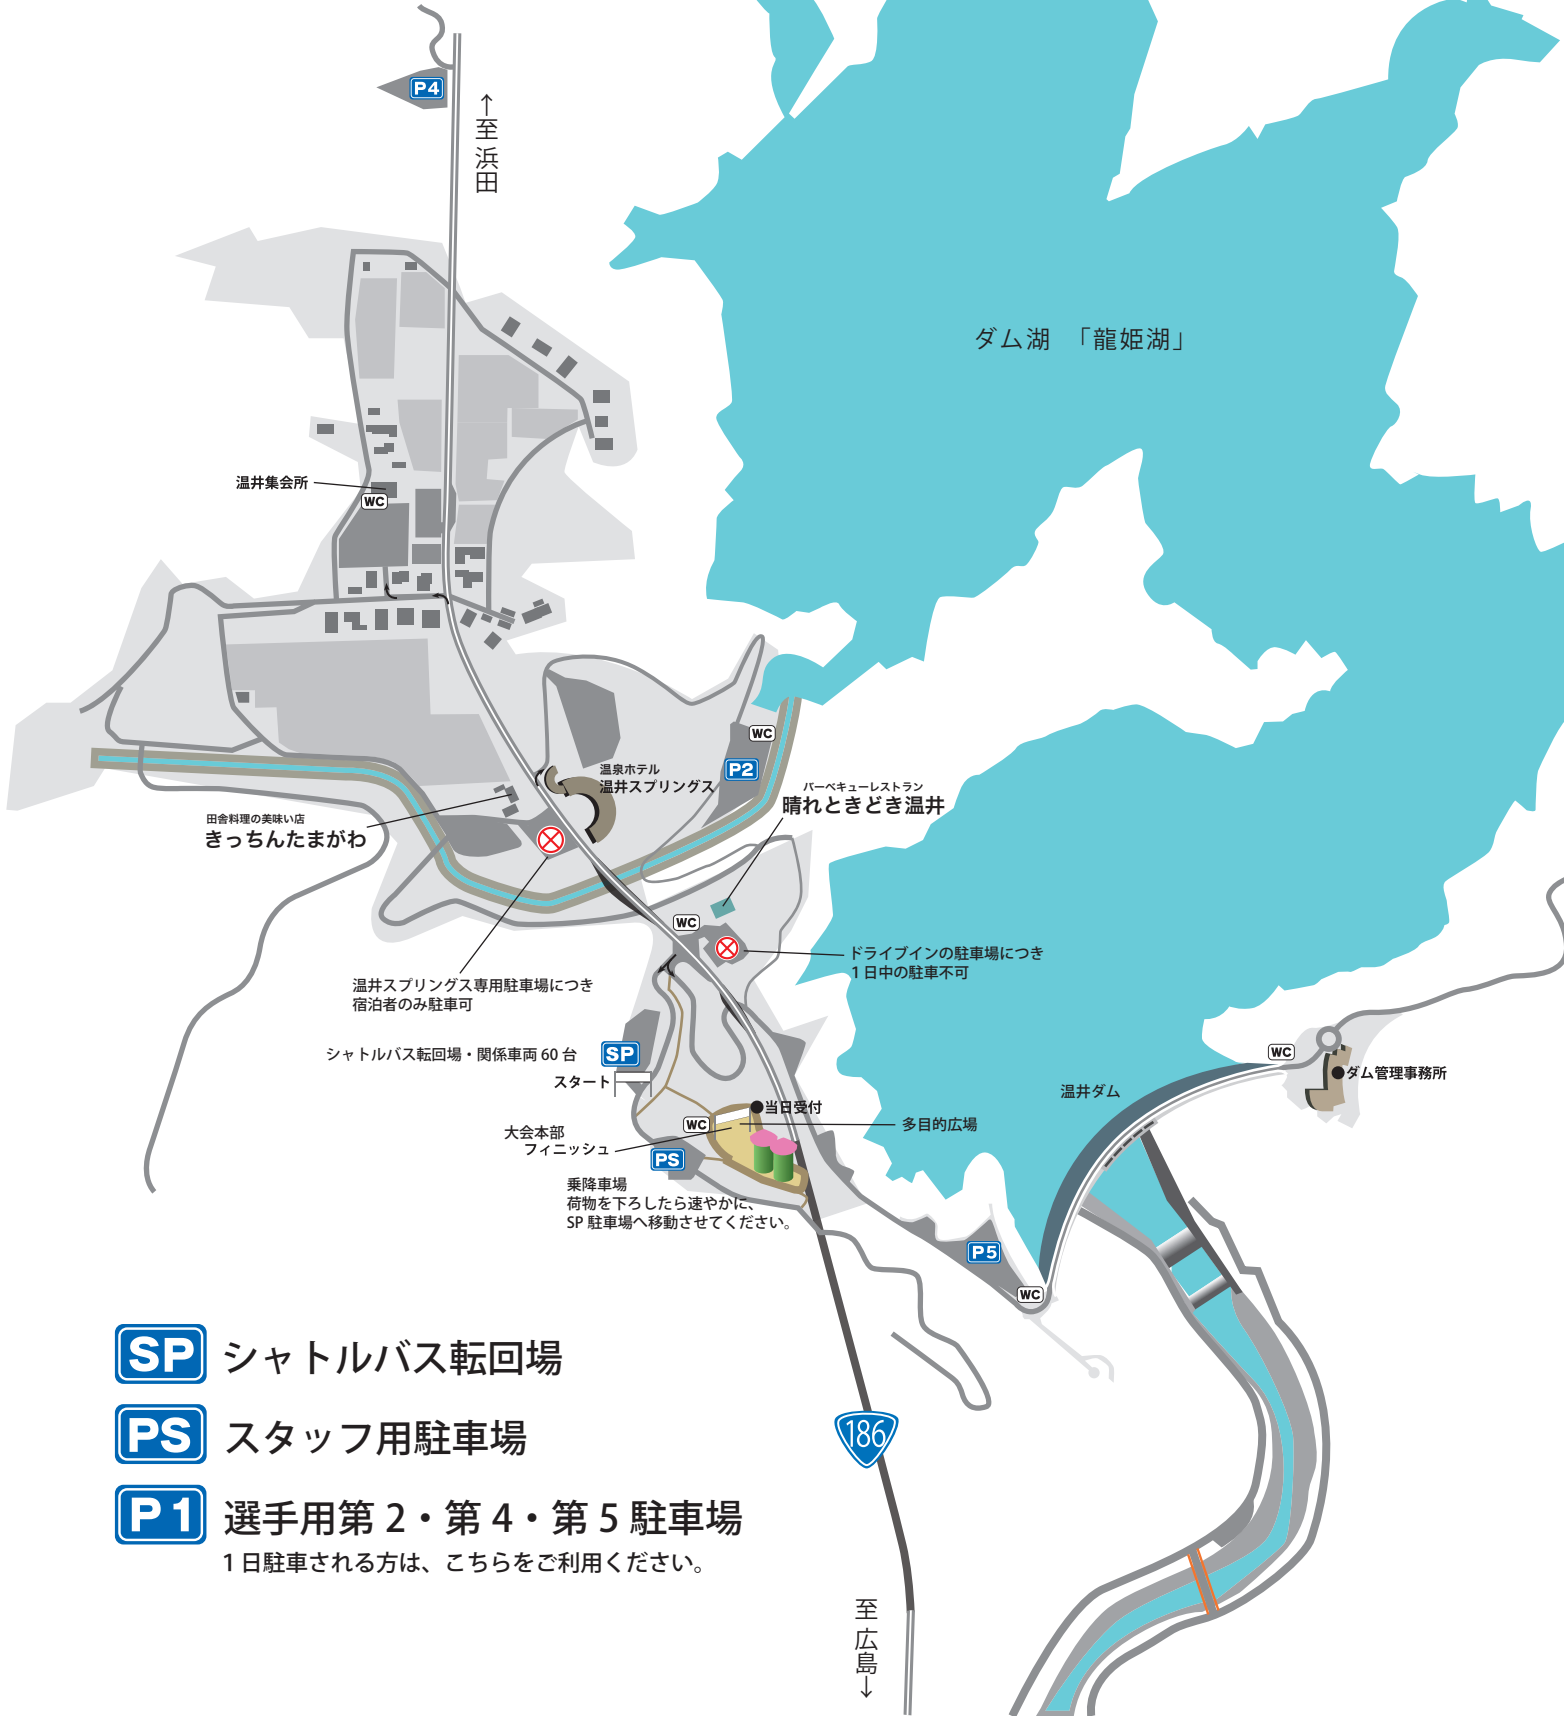 P4
↑至 浜田
ダム湖 「龍姫湖」
温井集会所
WC
WC
P2
温泉ホテル
温井スプリングス
バーベキューレストラン
晴れときどき温井
田舎料理の美味い店
きっちんたまがわ
WC
ドライブインの駐車場につき
1日中の駐車不可
温井スプリングス専用駐車場につき
宿泊者のみ駐車可
シャトルバス転回場・関係車両 60 台
SP
スタート
WC
ダム管理事務所
温井ダム
当日受付
WC
多目的広場
大会本部
フィニッシュ
PS
乗降車場
荷物を下ろしたら速やかに、
SP 駐車場へ移動させてください。
P5
WC
SP シャトルバス転回場
PS スタッフ用駐車場
P1 選手用第 2・第 4・第 5 駐車場
1日駐車される方は、こちらをご利用ください。
186
至 広島↓